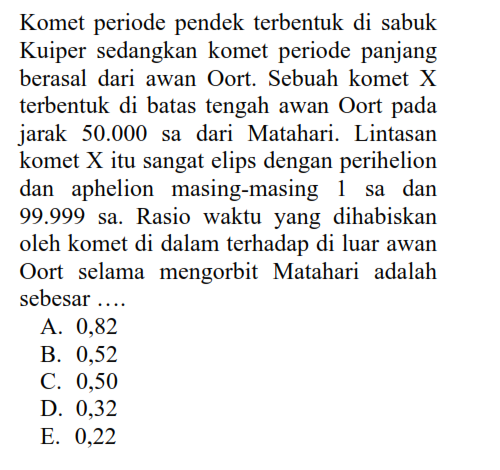 Komet periode pendek terbentuk di sabuk
Kuiper sedangkan komet periode panjang
berasal dari awan Oort. Sebuah komet X
terbentuk di batas tengah awan Oort pada
jarak 50.000 sa dari Matahari. Lintasan
komet X itu sangat elips dengan perihelion
dan aphelion masing-masing 1 sa dan
99.999 sa. Rasio waktu yang dihabiskan
oleh komet di dalam terhadap di luar awan
Oort selama mengorbit Matahari adalah
sebesar ....
A. 0,82
B. 0,52
C. 0,50
D. 0,32
E. 0,22